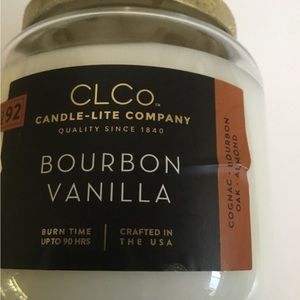 92
CLCo™
CANDLE-LITE COMPANY
QUALITY SINCE 1840
BOURBON
VANILLA
BURN TIME
UP TO 90 HRS
CRAFTED IN
THE USA
COGNAC - BOURBON
OAK - ALMOND